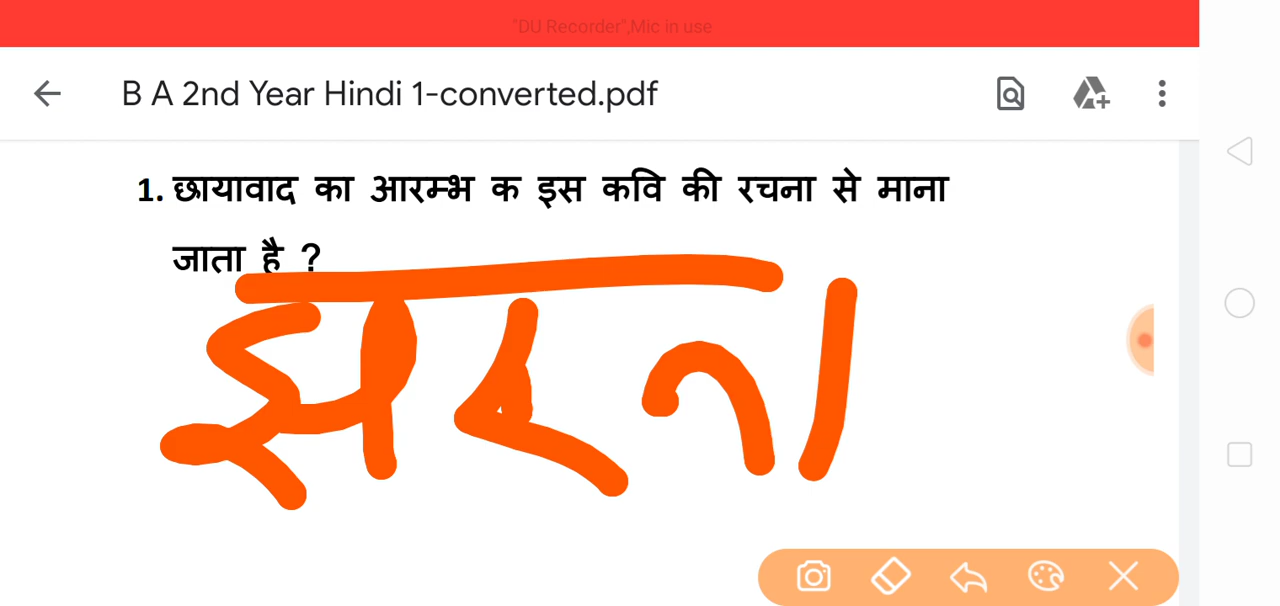 "DU Recorder",Mic in use
B A 2nd Year Hindi 1-converted.pdf
1. छायावाद का आरम्भ क इस कवि की रचना से माना
जाता है ?
झरना